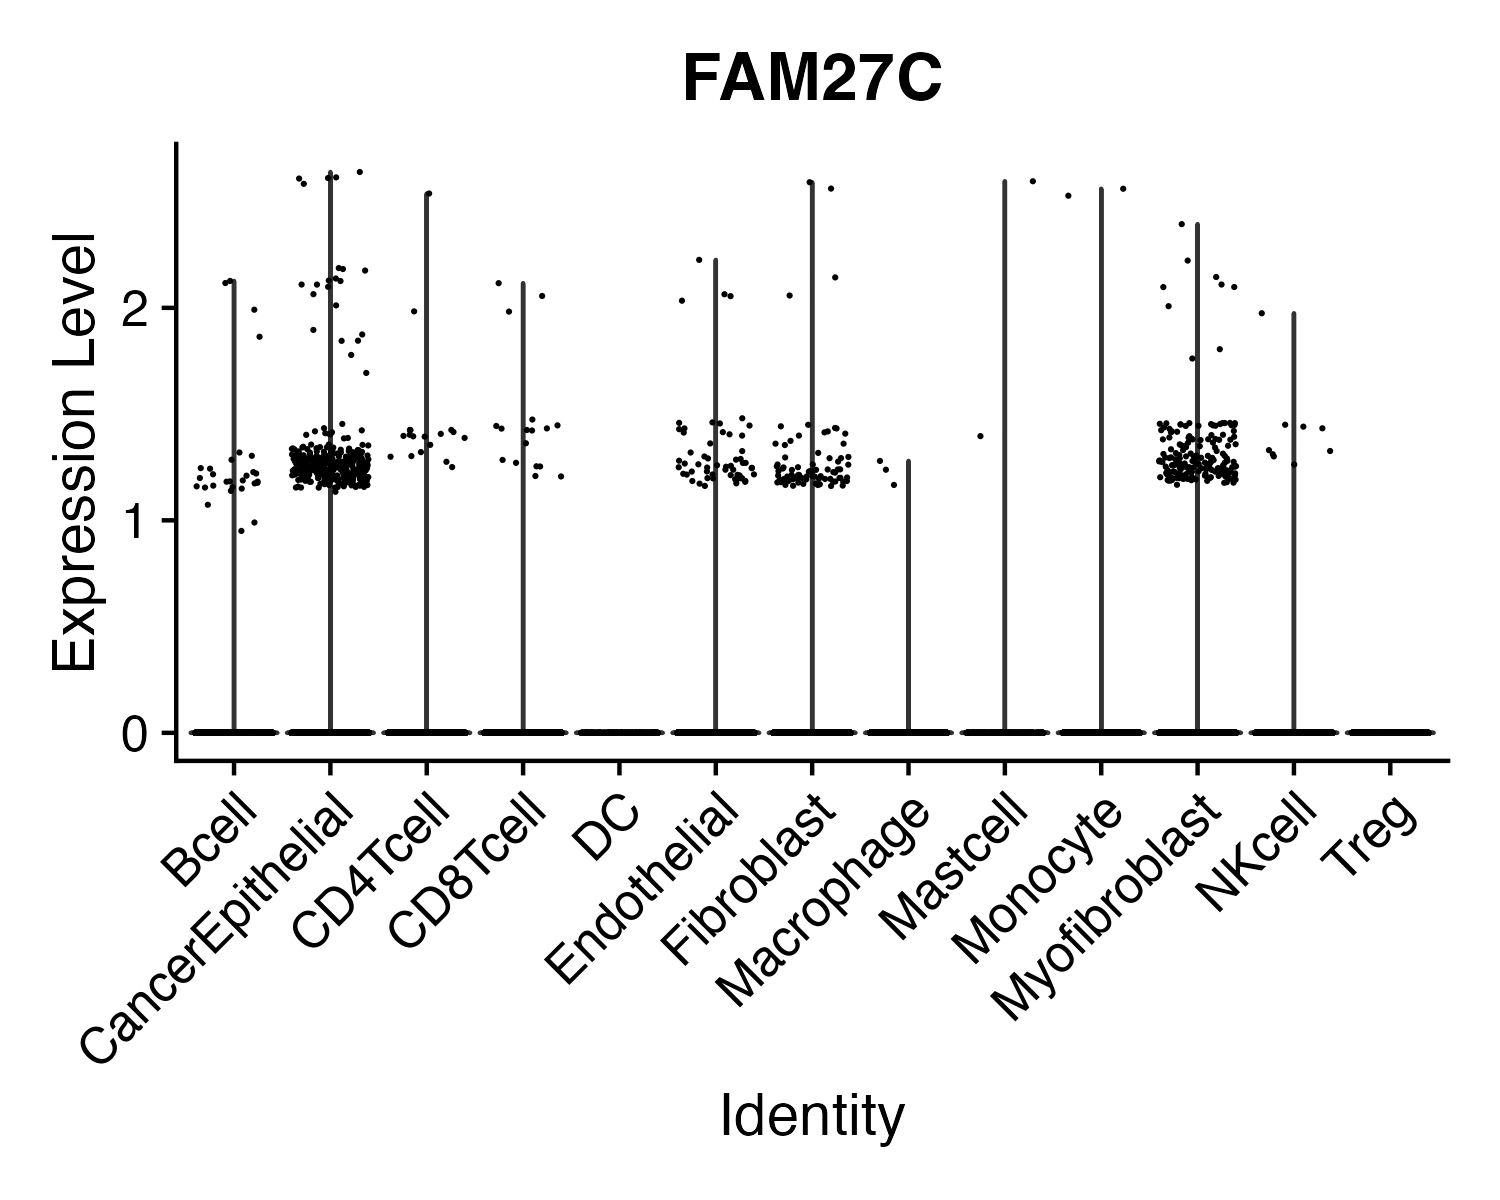 FAM27C
Expression Level
2
1
0
Bcell
CancerEpithelial
CD4Tcell
CD8Tcell
DC
Endothelial
Fibroblast
Macrophage
Mastcell
Monocyte
Myofibroblast
NKcell
Treg
Identity